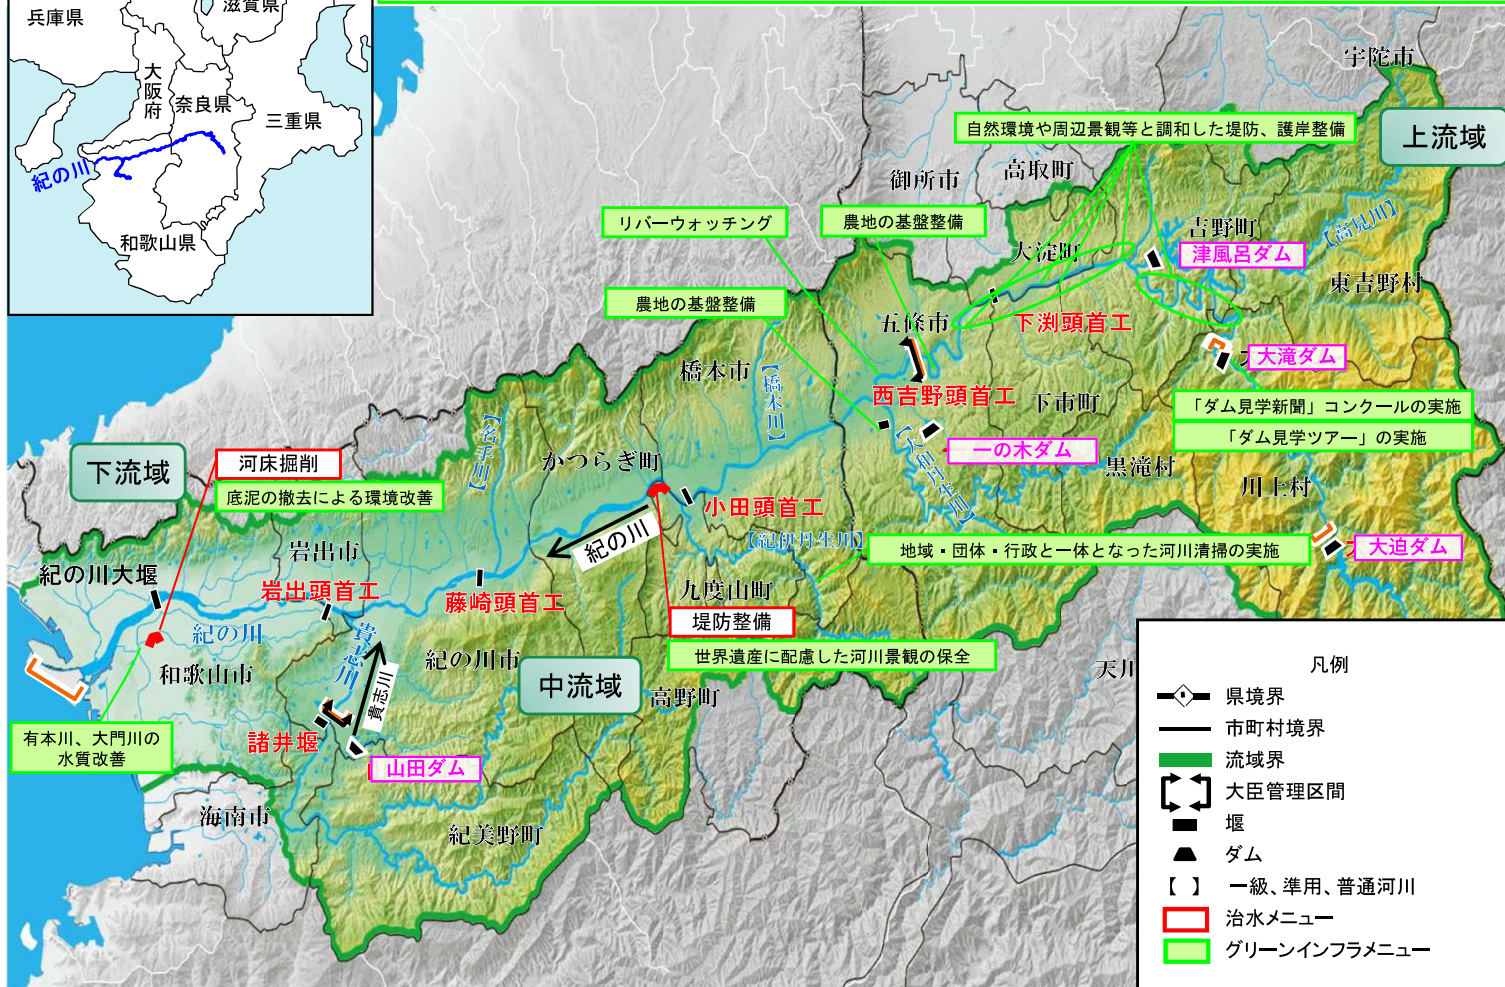 兵庫県
滋賀県
大阪府
奈良県
三重県
紀の川
和歌山県
宇陀市
上流域
自然環境や周辺景観等と調和した堤防、護岸整備
高取町
御所市
リバーウォッチング
農地の基盤整備
大淀町
吉野町
【高見川】
津風呂ダム
東吉野村
農地の基盤整備
五條市
下渕頭首工
大滝ダム
橋本市
【橋本川】
西吉野頭首工
下市町
「ダム見学新聞」コンクールの実施
「ダム見学ツアー」の実施
【名手川】
【大和丹生川】
一の木ダム
黒滝村
川上村
下流域
河床掘削
底泥の撤去による環境改善
かつらぎ町
小田頭首工
紀の川
【紀伊丹生川】
地域・団体・行政と一体となった河川清掃の実施
大迫ダム
岩出市
紀の川大堰
岩出頭首工
藤崎頭首工
九度山町
堤防整備
世界遺産に配慮した河川景観の保全
紀の川
貴志川
和歌山市
紀の川市
貴志川
中流域
高野町
天川
有本川、大門川の
水質改善
諸井堰
山田ダム
海南市
紀美野町
凡例
県境界
市町村境界
流域界
大臣管理区間
堰
ダム
【 】 一級、準用、普通河川
治水メニュー
グリーンインフラメニュー